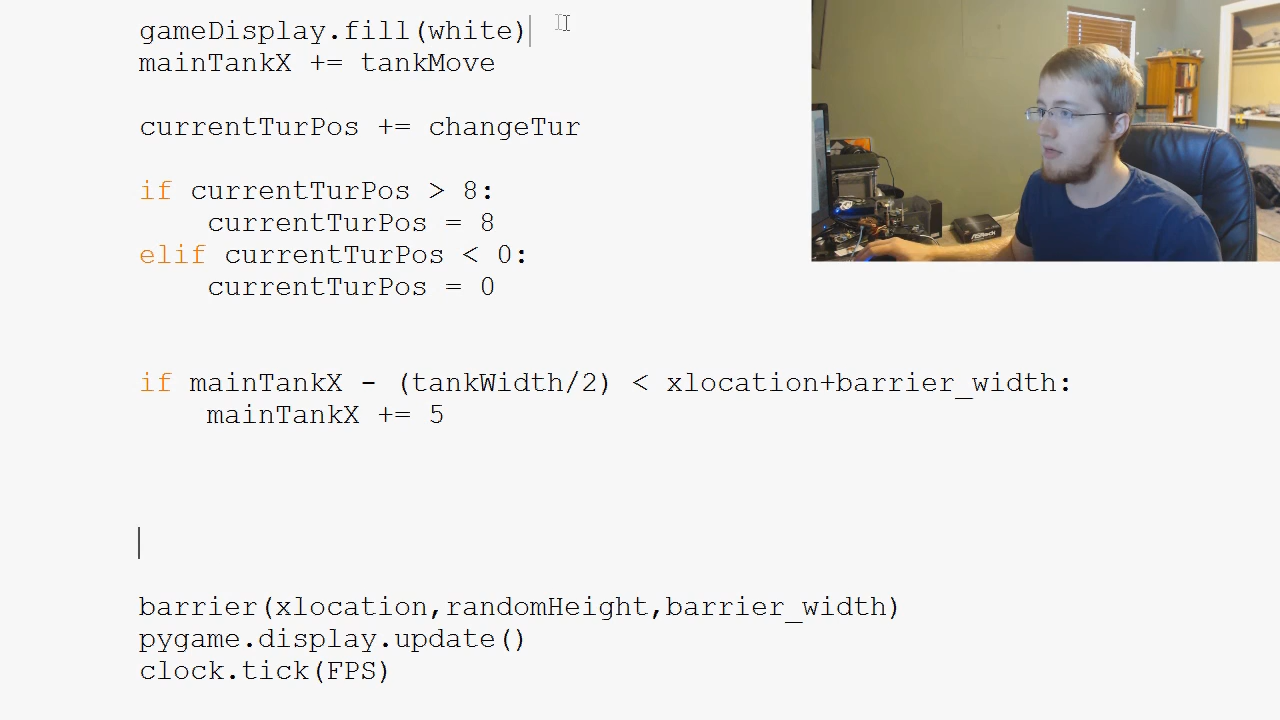 gameDisplay.fill(white)
mainTankX += tankMove
currentTurPos += changeTur
if currentTurPos > 8:
    currentTurPos = 8
elif currentTurPos < 0:
    currentTurPos = 0
if mainTankX - (tankWidth/2) < xlocation+barrier_width:
    mainTankX += 5
barrier(xlocation,randomHeight,barrier_width)
pygame.display.update()
clock.tick(FPS)
ASRock